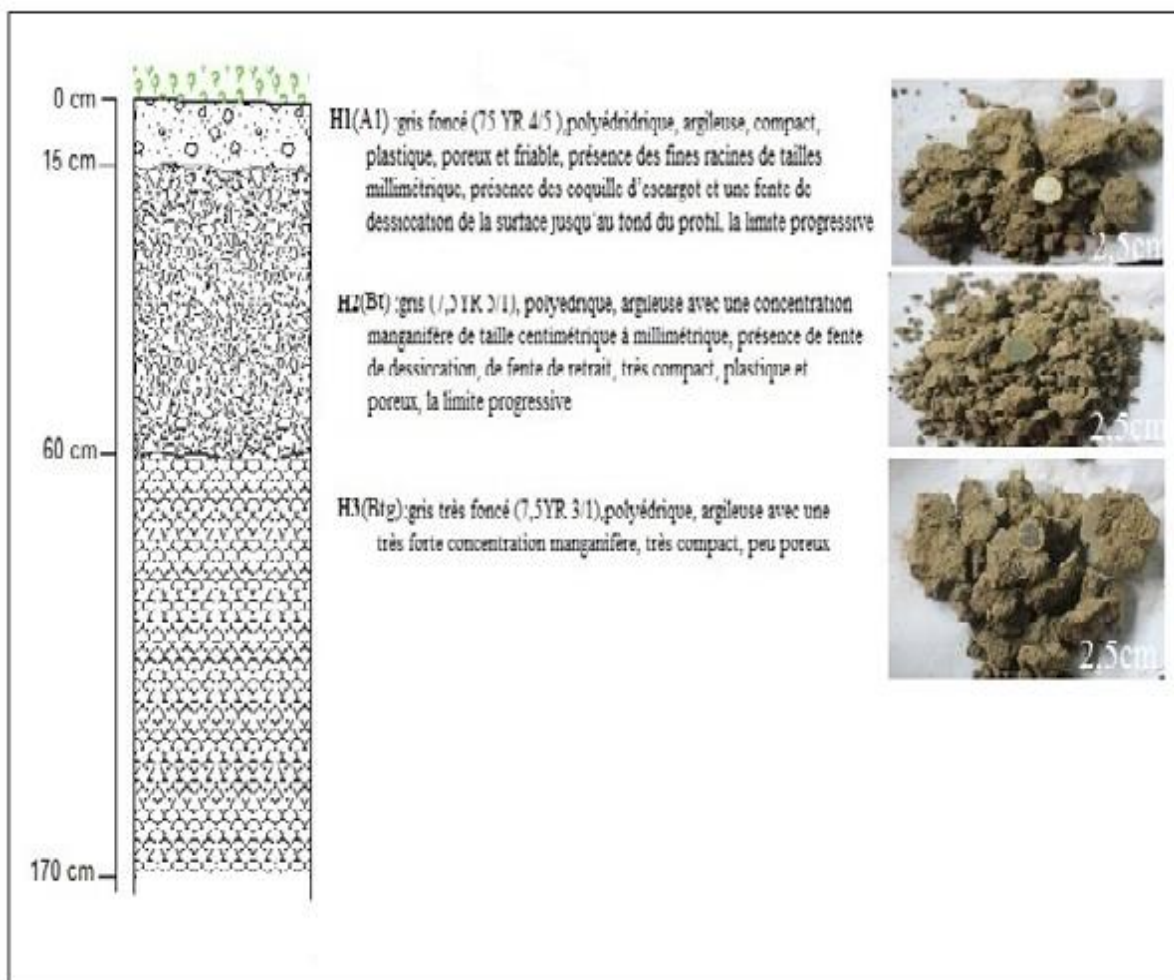 0 cm
15 cm
60 cm
170 cm
H1(A1) :gris foncé (75 YR 4/5 ),polyédridrique, argileuse, compact,
plastique, poreux et friable, présence des fines racines de tailles
millimétrique, présence des coquille d'escargot et une fente de
dessiccation de la surface jusqu'au fond du profil, la limite progressive
H2(Bt) :gris (7,5YR 5/1), polyédrique, argileuse avec une concentration
manganifère de taille centimétrique à millimétrique, présence de fente
de dessiccation, de fente de retrait, très compact, plastique et
poreux, la limite progressive
H3(Btg):gris très foncé (7,5YR 3/1),polyédrique, argileuse avec une
très forte concentration manganifère, très compact, peu poreux
2,5cm
2,5cm
2,5cm